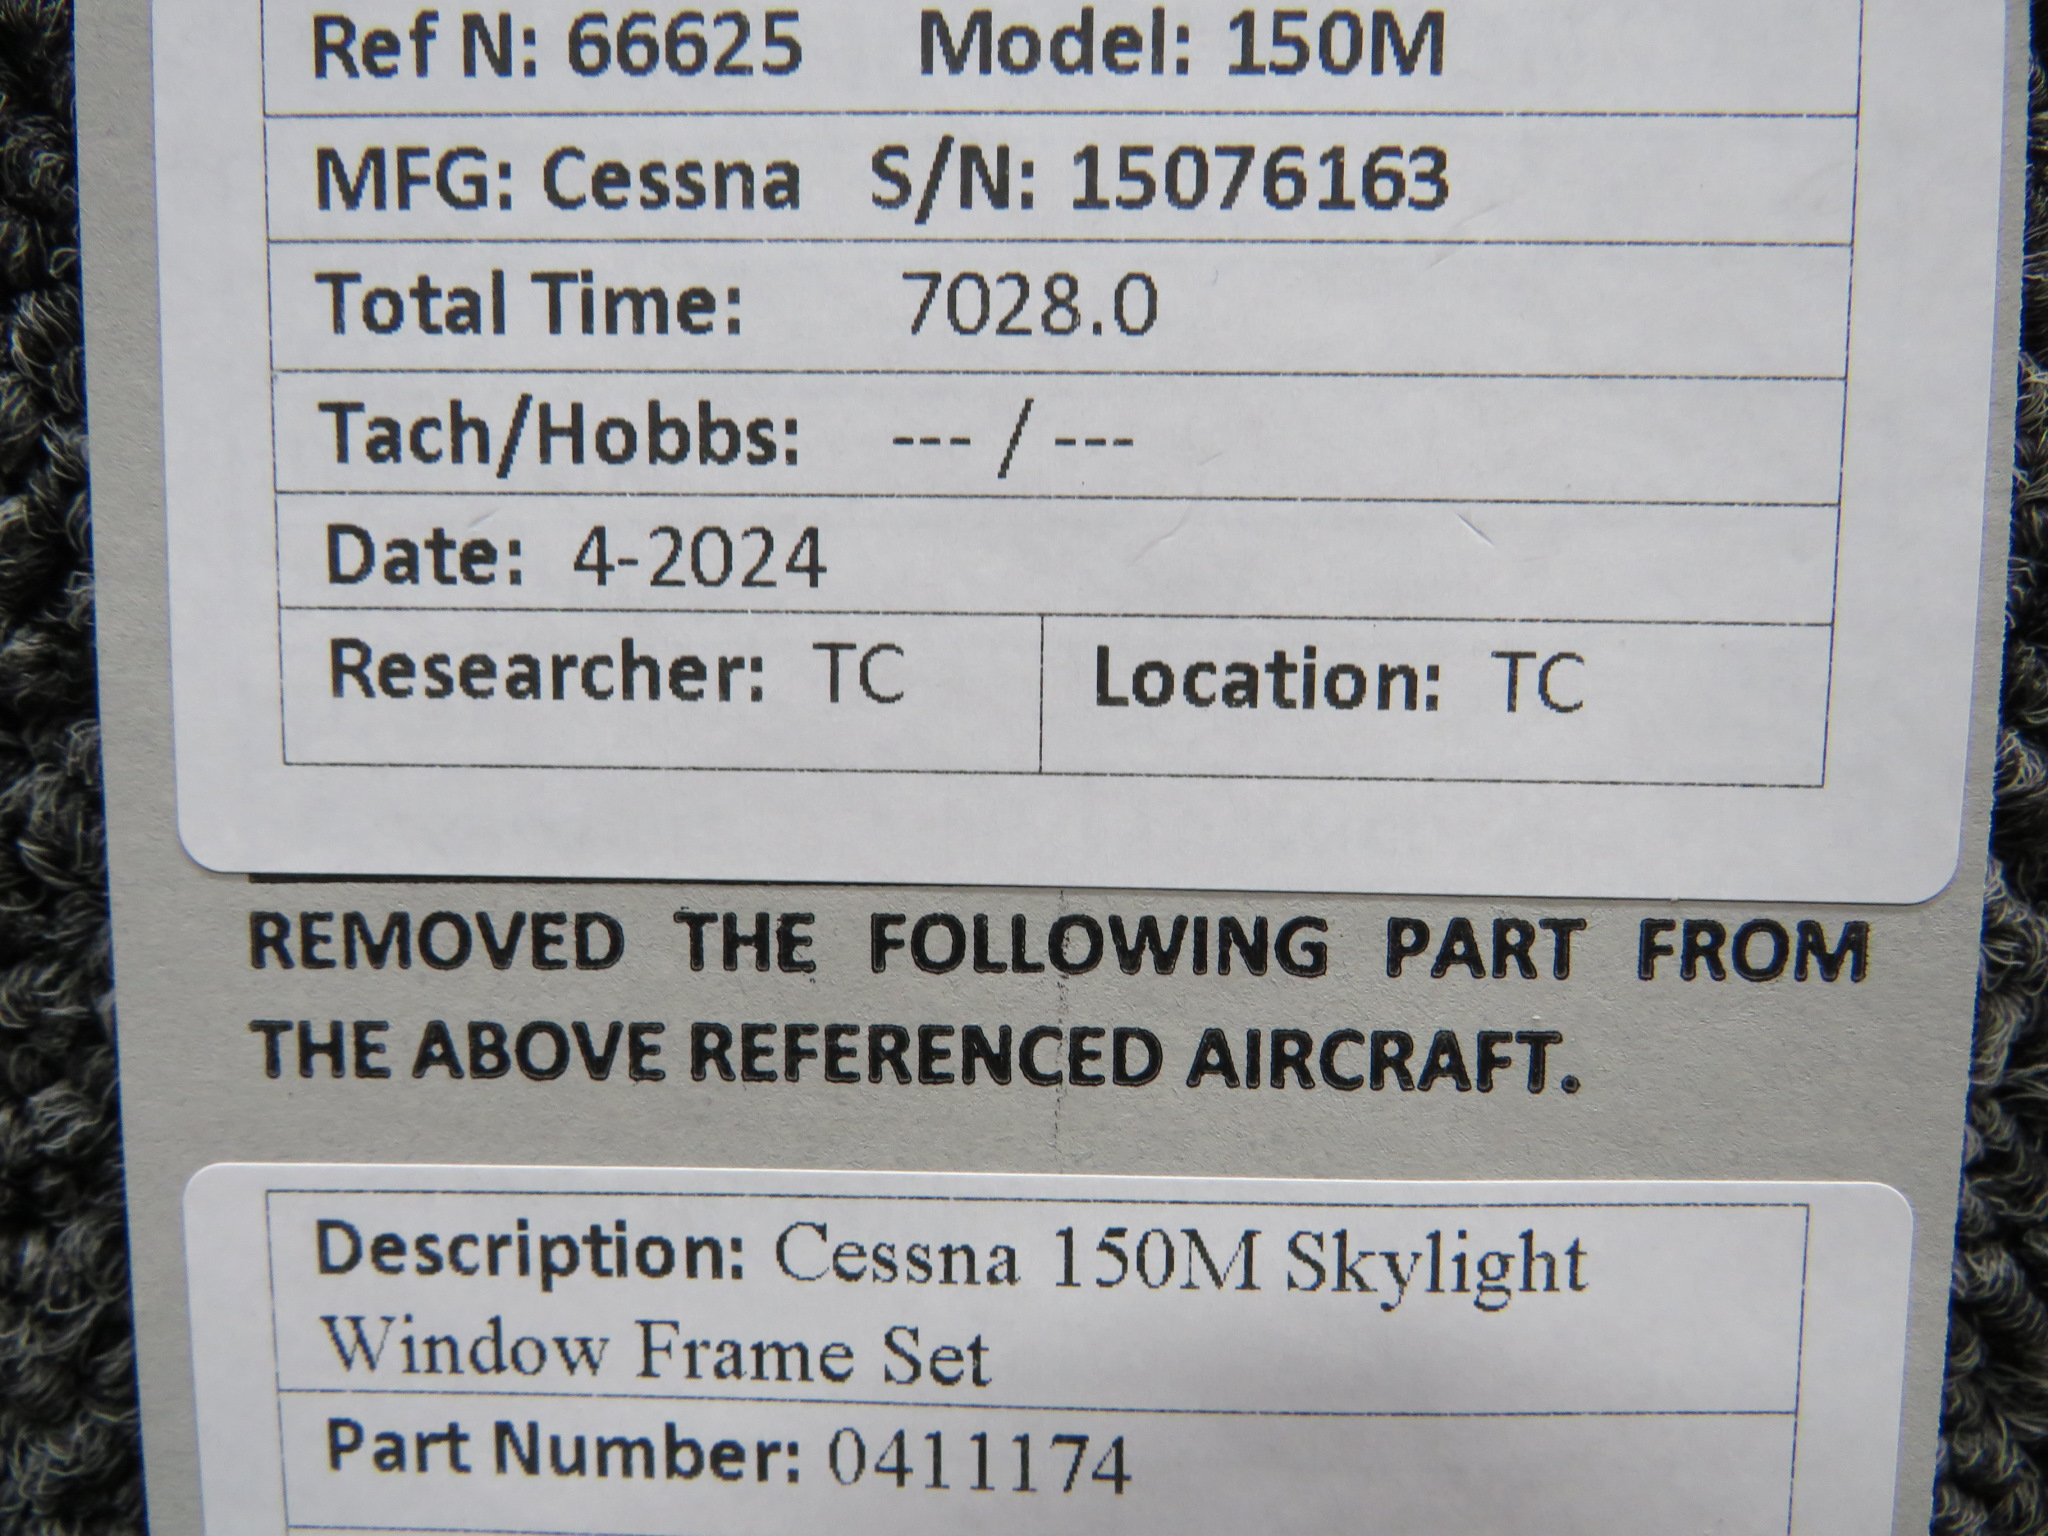 Ref N: 66625 Model: 150M
MFG: Cessna S/N: 15076163
Total Time: 7028.0
Tach/Hobbs: --- / ---
Date: 4-2024
Researcher: TC Location: TC
REMOVED THE FOLLOWING PART FROM
THE ABOVE REFERENCED AIRCRAFT.
Description: Cessna 150M Skylight
Window Frame Set
Part Number: 0411174